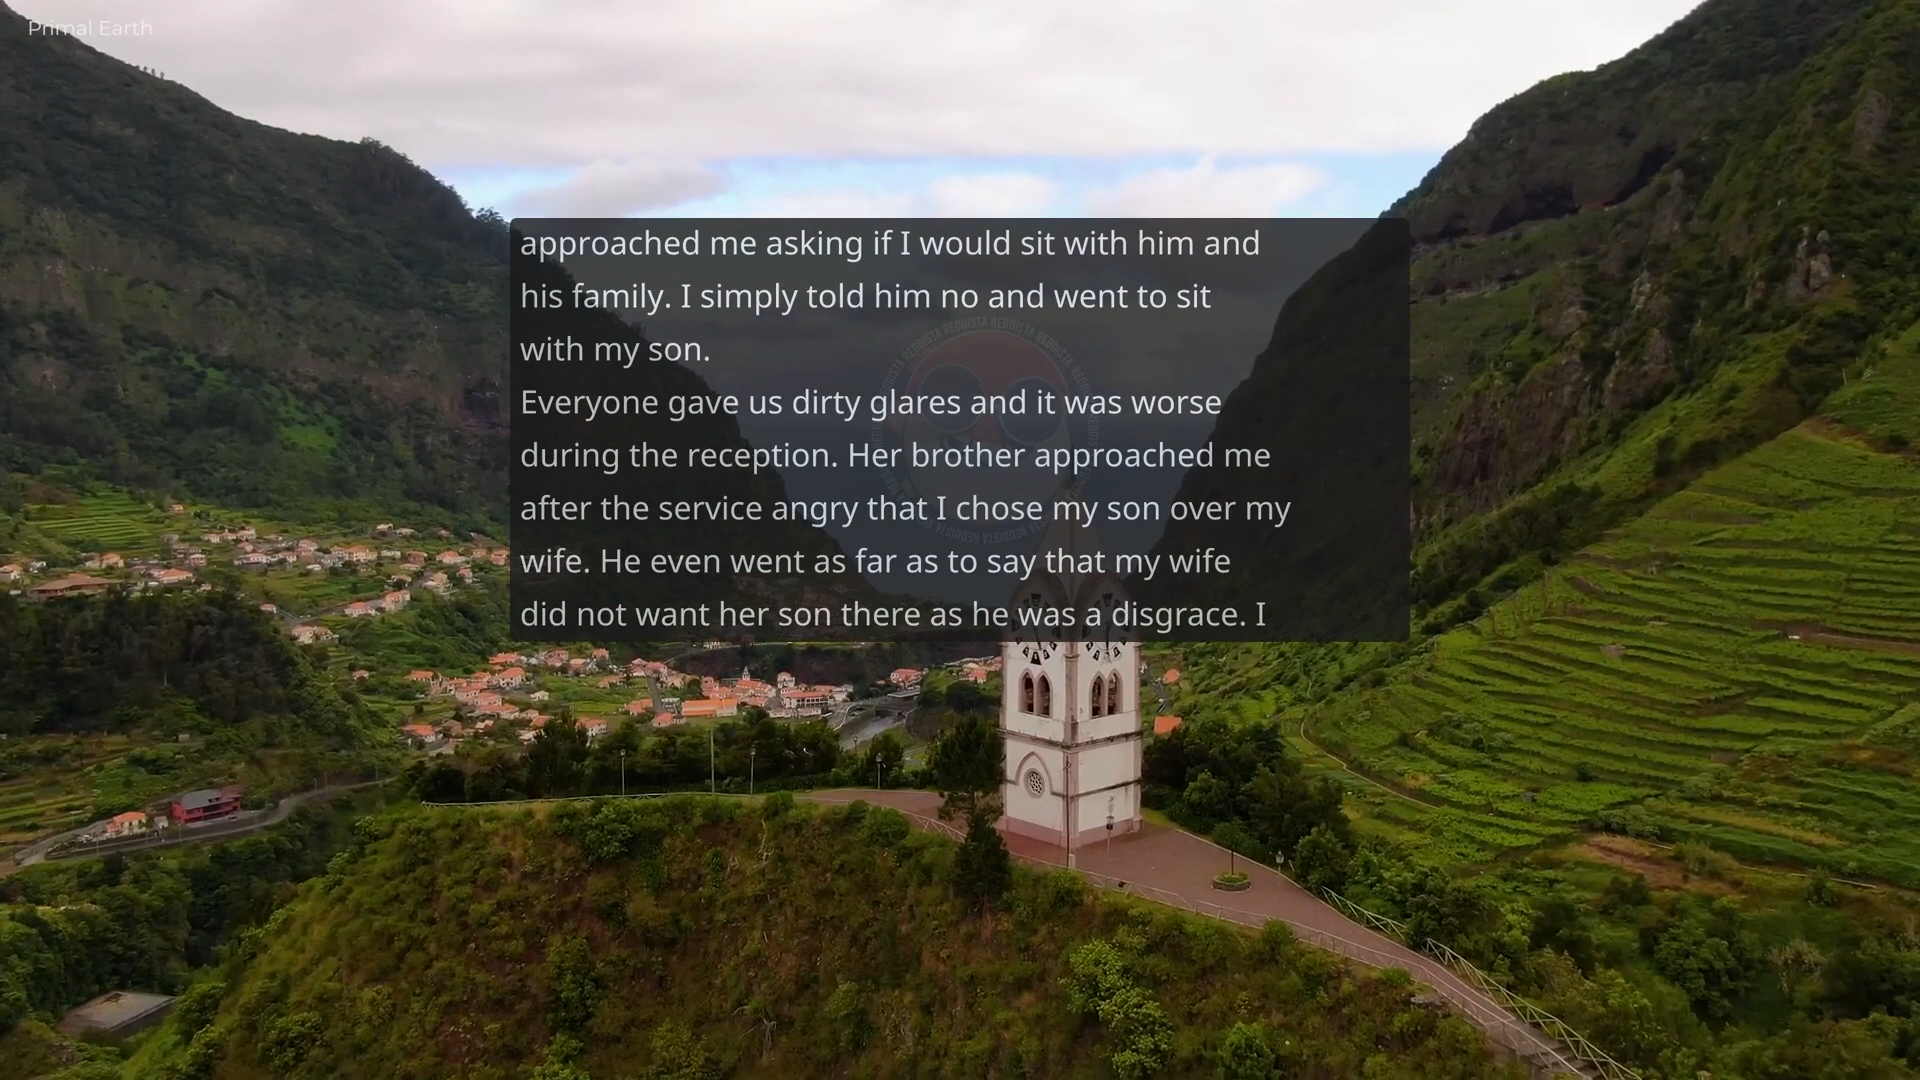 Primal Earth
approached me asking if I would sit with him and
his family. I simply told him no and went to sit
with my son.
Everyone gave us dirty glares and it was worse
during the reception. Her brother approached me
after the service angry that I chose my son over my
wife. He even went as far as to say that my wife
did not want her son there as he was a disgrace. I
REDDISTA REDDISTA REDDISTA